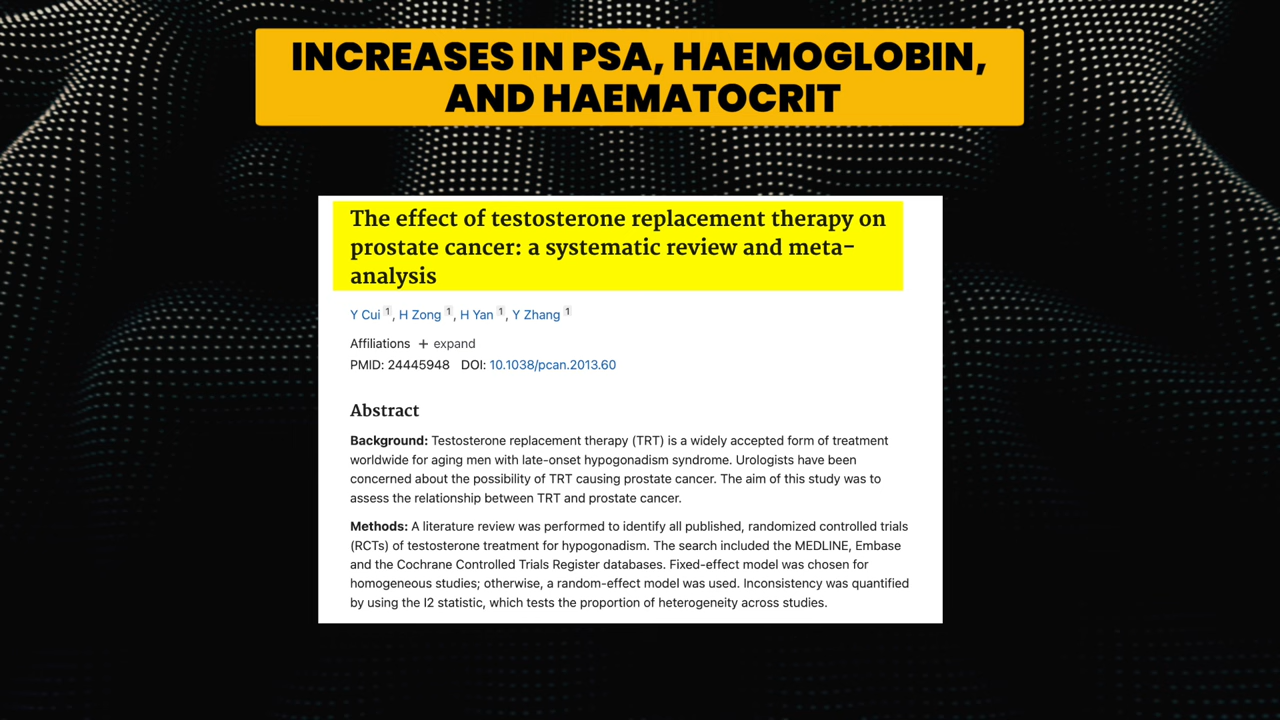 INCREASES IN PSA, HAEMOGLOBIN,
AND HAEMATOCRIT
The effect of testosterone replacement therapy on
prostate cancer: a systematic review and meta-
analysis
Y Cui 1, H Zong 1, H Yan 1, Y Zhang 1
Affiliations + expand
PMID: 24445948 DOI: 10.1038/pcan.2013.60
Abstract
Background: Testosterone replacement therapy (TRT) is a widely accepted form of treatment
worldwide for aging men with late-onset hypogonadism syndrome. Urologists have been
concerned about the possibility of TRT causing prostate cancer. The aim of this study was to
assess the relationship between TRT and prostate cancer.
Methods: A literature review was performed to identify all published, randomized controlled trials
(RCTs) of testosterone treatment for hypogonadism. The search included the MEDLINE, Embase
and the Cochrane Controlled Trials Register databases. Fixed-effect model was chosen for
homogeneous studies; otherwise, a random-effect model was used. Inconsistency was quantified
by using the I2 statistic, which tests the proportion of heterogeneity across studies.